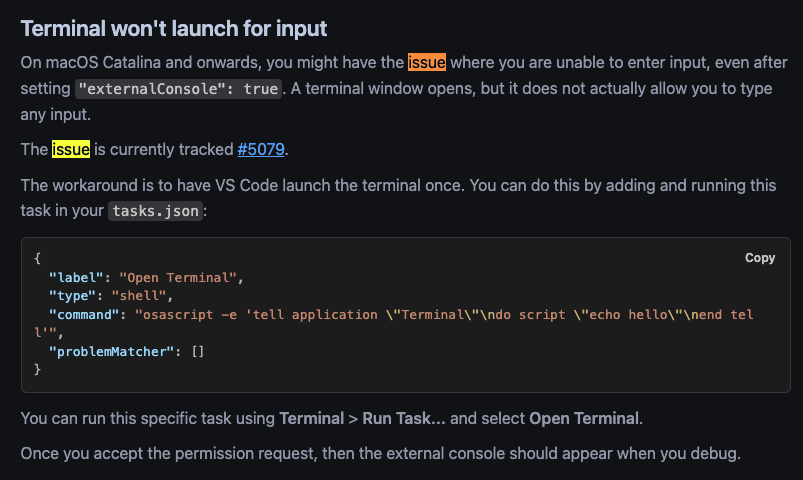 Terminal won't launch for input
On macOS Catalina and onwards, you might have the issue where you are unable to enter input, even after
setting "externalConsole": true. A terminal window opens, but it does not actually allow you to type
any input.
The issue is currently tracked #5079.
The workaround is to have VS Code launch the terminal once. You can do this by adding and running this
task in your tasks.json:
Copy
{
  "label": "Open Terminal",
  "type": "shell",
  "command": "osascript -e 'tell application \"Terminal\"\ndo script \"echo hello\"\nend tel
l'",
  "problemMatcher": []
}
You can run this specific task using Terminal > Run Task... and select Open Terminal.
Once you accept the permission request, then the external console should appear when you debug.